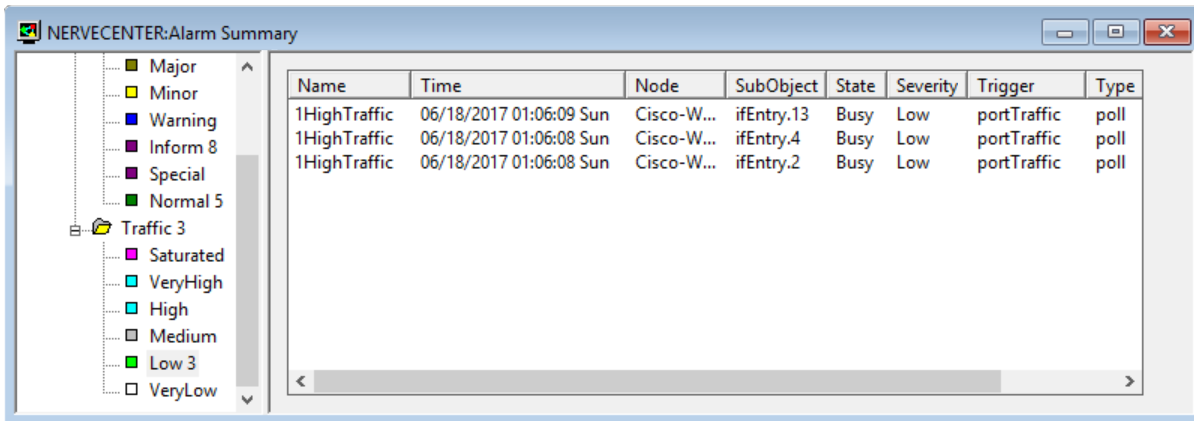 NERVECENTER:Alarm Summary
Major
Minor
Warning
Inform 8
Special
Normal 5
Traffic 3
Saturated
VeryHigh
High
Medium
Low 3
VeryLow
Name Time Node SubObject State Severity Trigger Type
1HighTraffic 06/18/2017 01:06:09 Sun Cisco-W... ifEntry.13 Busy Low portTraffic poll
1HighTraffic 06/18/2017 01:06:08 Sun Cisco-W... ifEntry.4 Busy Low portTraffic poll
1HighTraffic 06/18/2017 01:06:08 Sun Cisco-W... ifEntry.2 Busy Low portTraffic poll